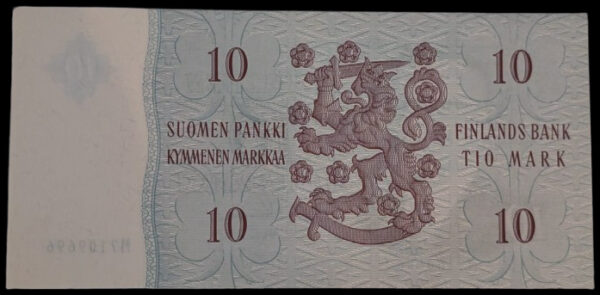 10 10
SUOMEN PANKKI FINLANDS BANK
KYMMENEN MARKKAA TIO MARK
10 10